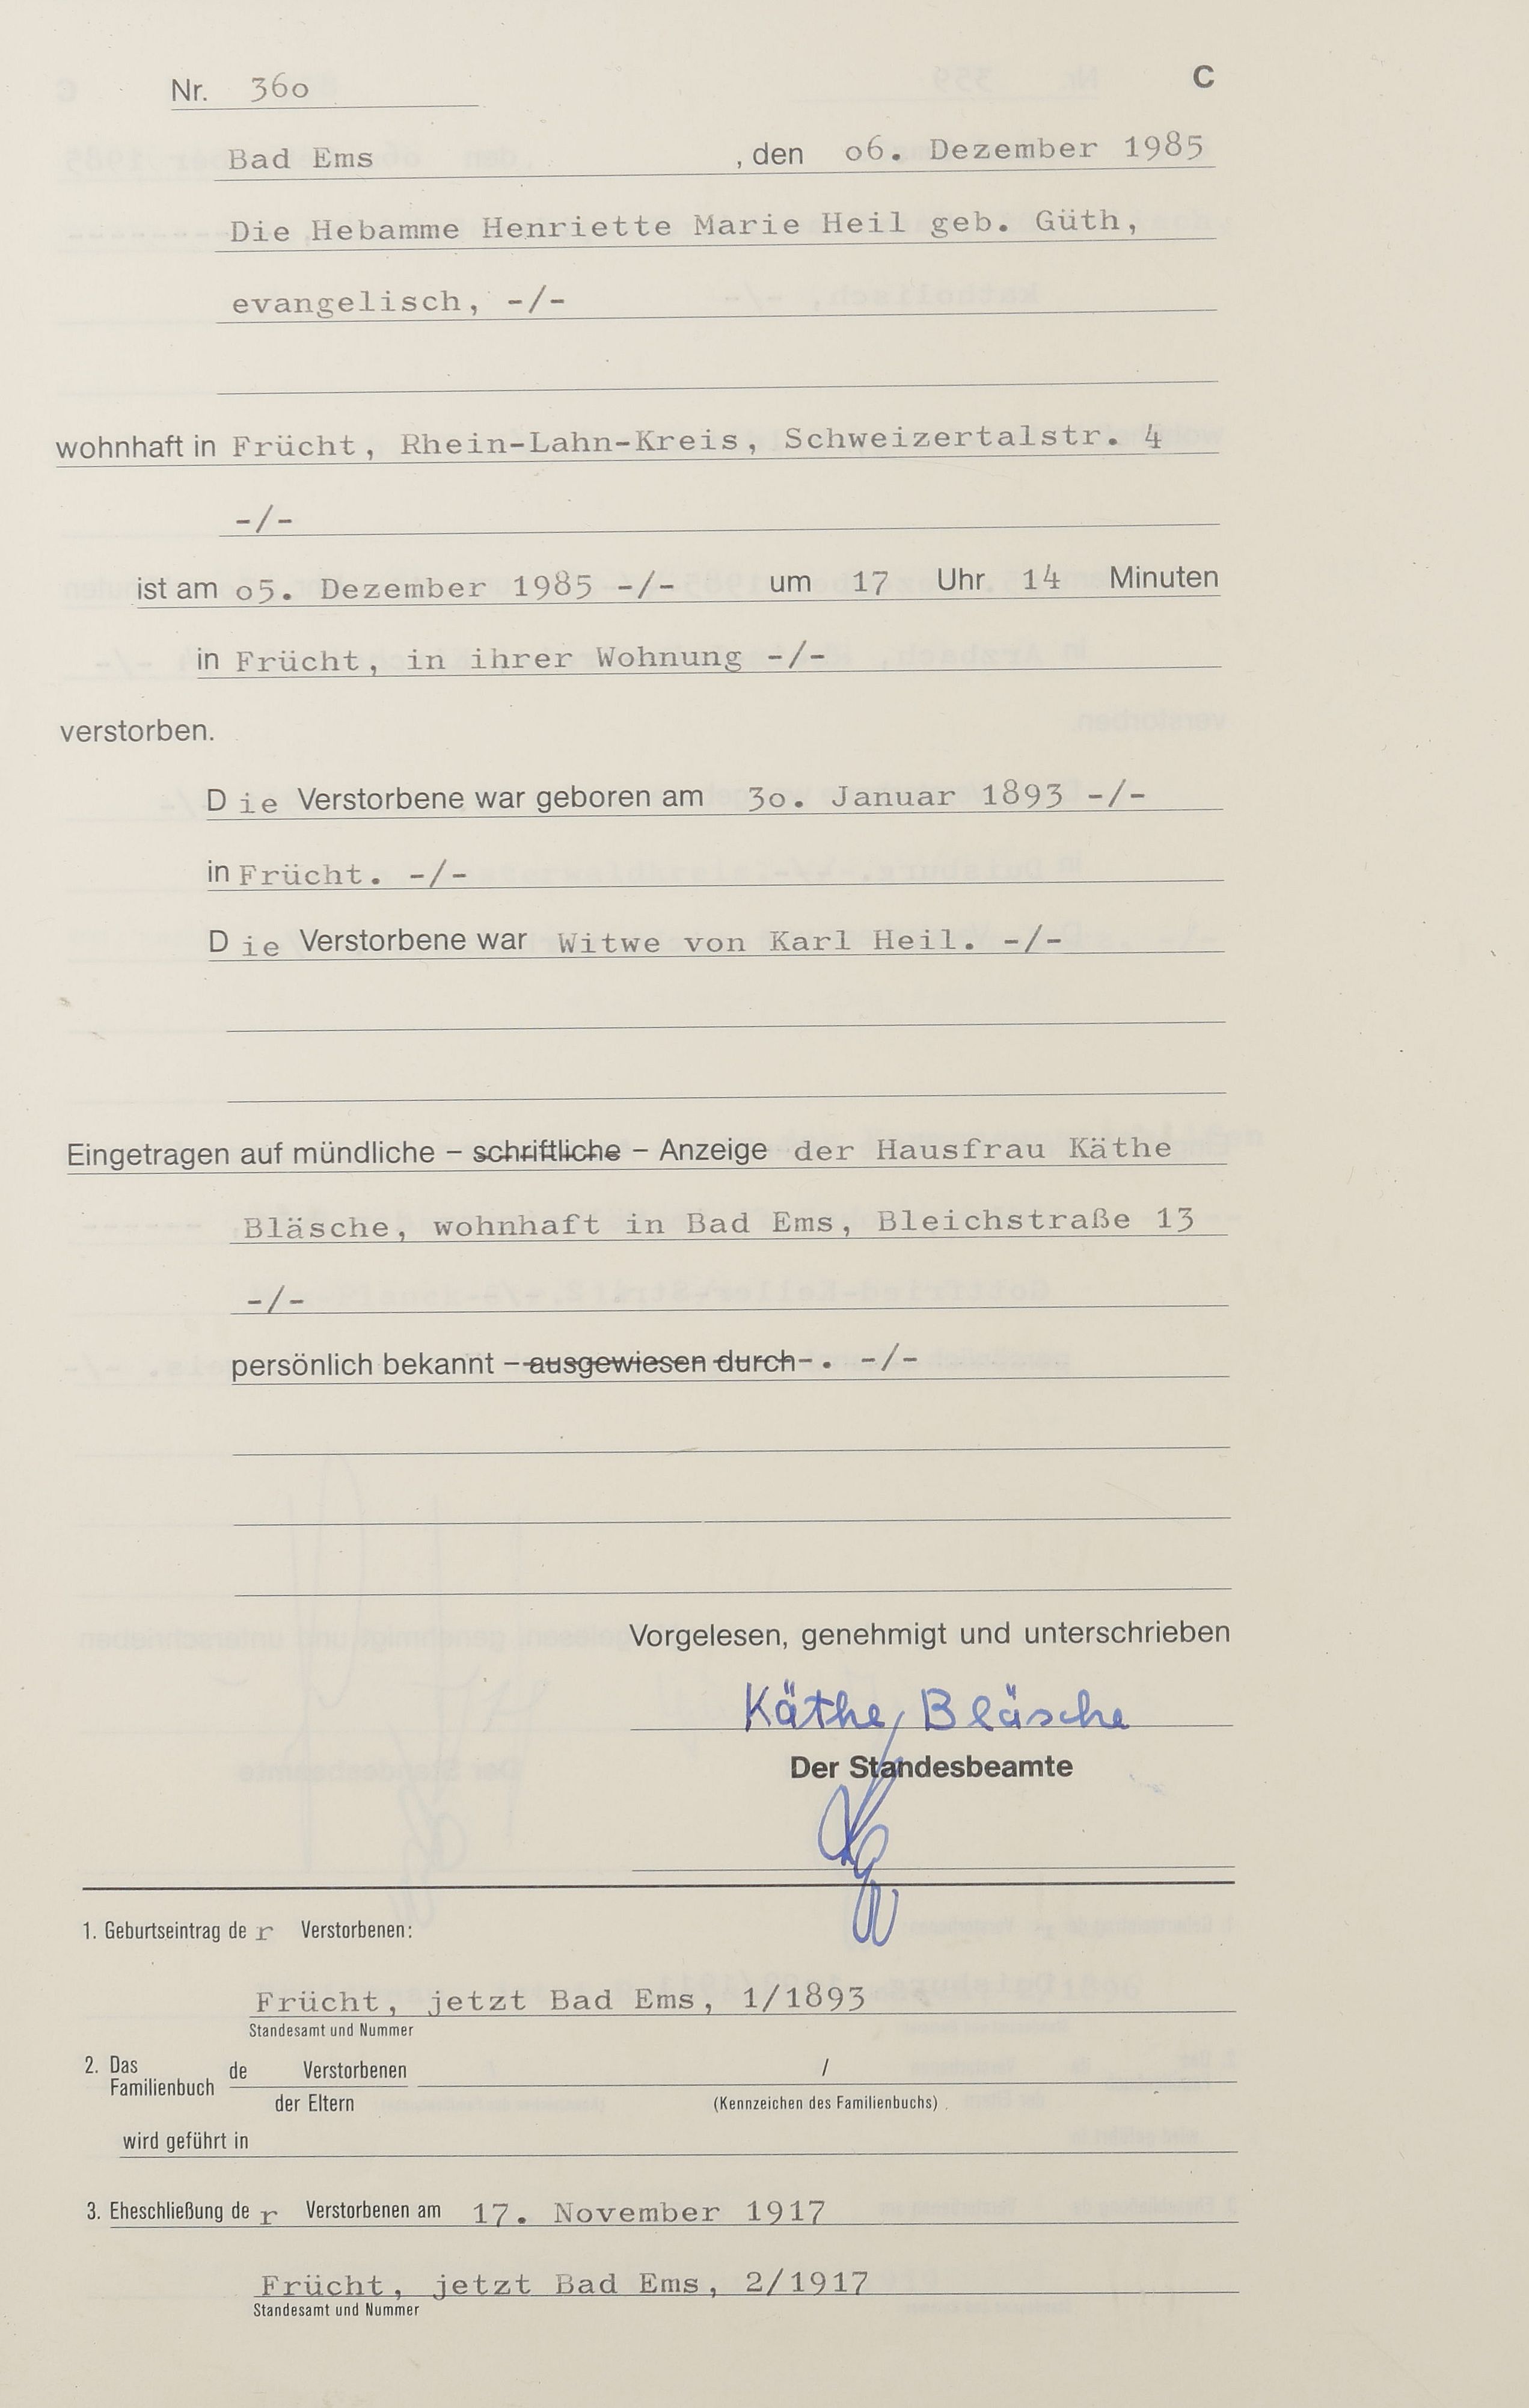 Nr. 36o
C
Bad Ems , den o6. Dezember 1985
Die Hebamme Henriette Marie Heil geb. Güth,
evangelisch, -/-
wohnhaft in Frücht, Rhein-Lahn-Kreis, Schweizertalstr. 4
-/-
ist am o5. Dezember 1985 -/- um 17 Uhr 14 Minuten
in Frücht, in ihrer Wohnung -/-
verstorben.
Die Verstorbene war geboren am 3o. Januar 1893 -/-
in Frücht. -/-
Die Verstorbene war Witwe von Karl Heil. -/-
Eingetragen auf mündliche – schriftliche – Anzeige der Hausfrau Käthe
Bläsche, wohnhaft in Bad Ems, Bleichstraße 13
-/-
persönlich bekannt – ausgewiesen durch - . -/-
Vorgelesen, genehmigt und unterschrieben
Käthe Bläsche
Der Standesbeamte
1. Geburtseintrag der Verstorbenen:
Frücht, jetzt Bad Ems, 1/1893
Standesamt und Nummer
2. Das Familienbuch de Verstorbenen /
der Eltern (Kennzeichen des Familienbuchs)
wird geführt in
3. Eheschließung der Verstorbenen am 17. November 1917
Frücht, jetzt Bad Ems, 2/1917
Standesamt und Nummer